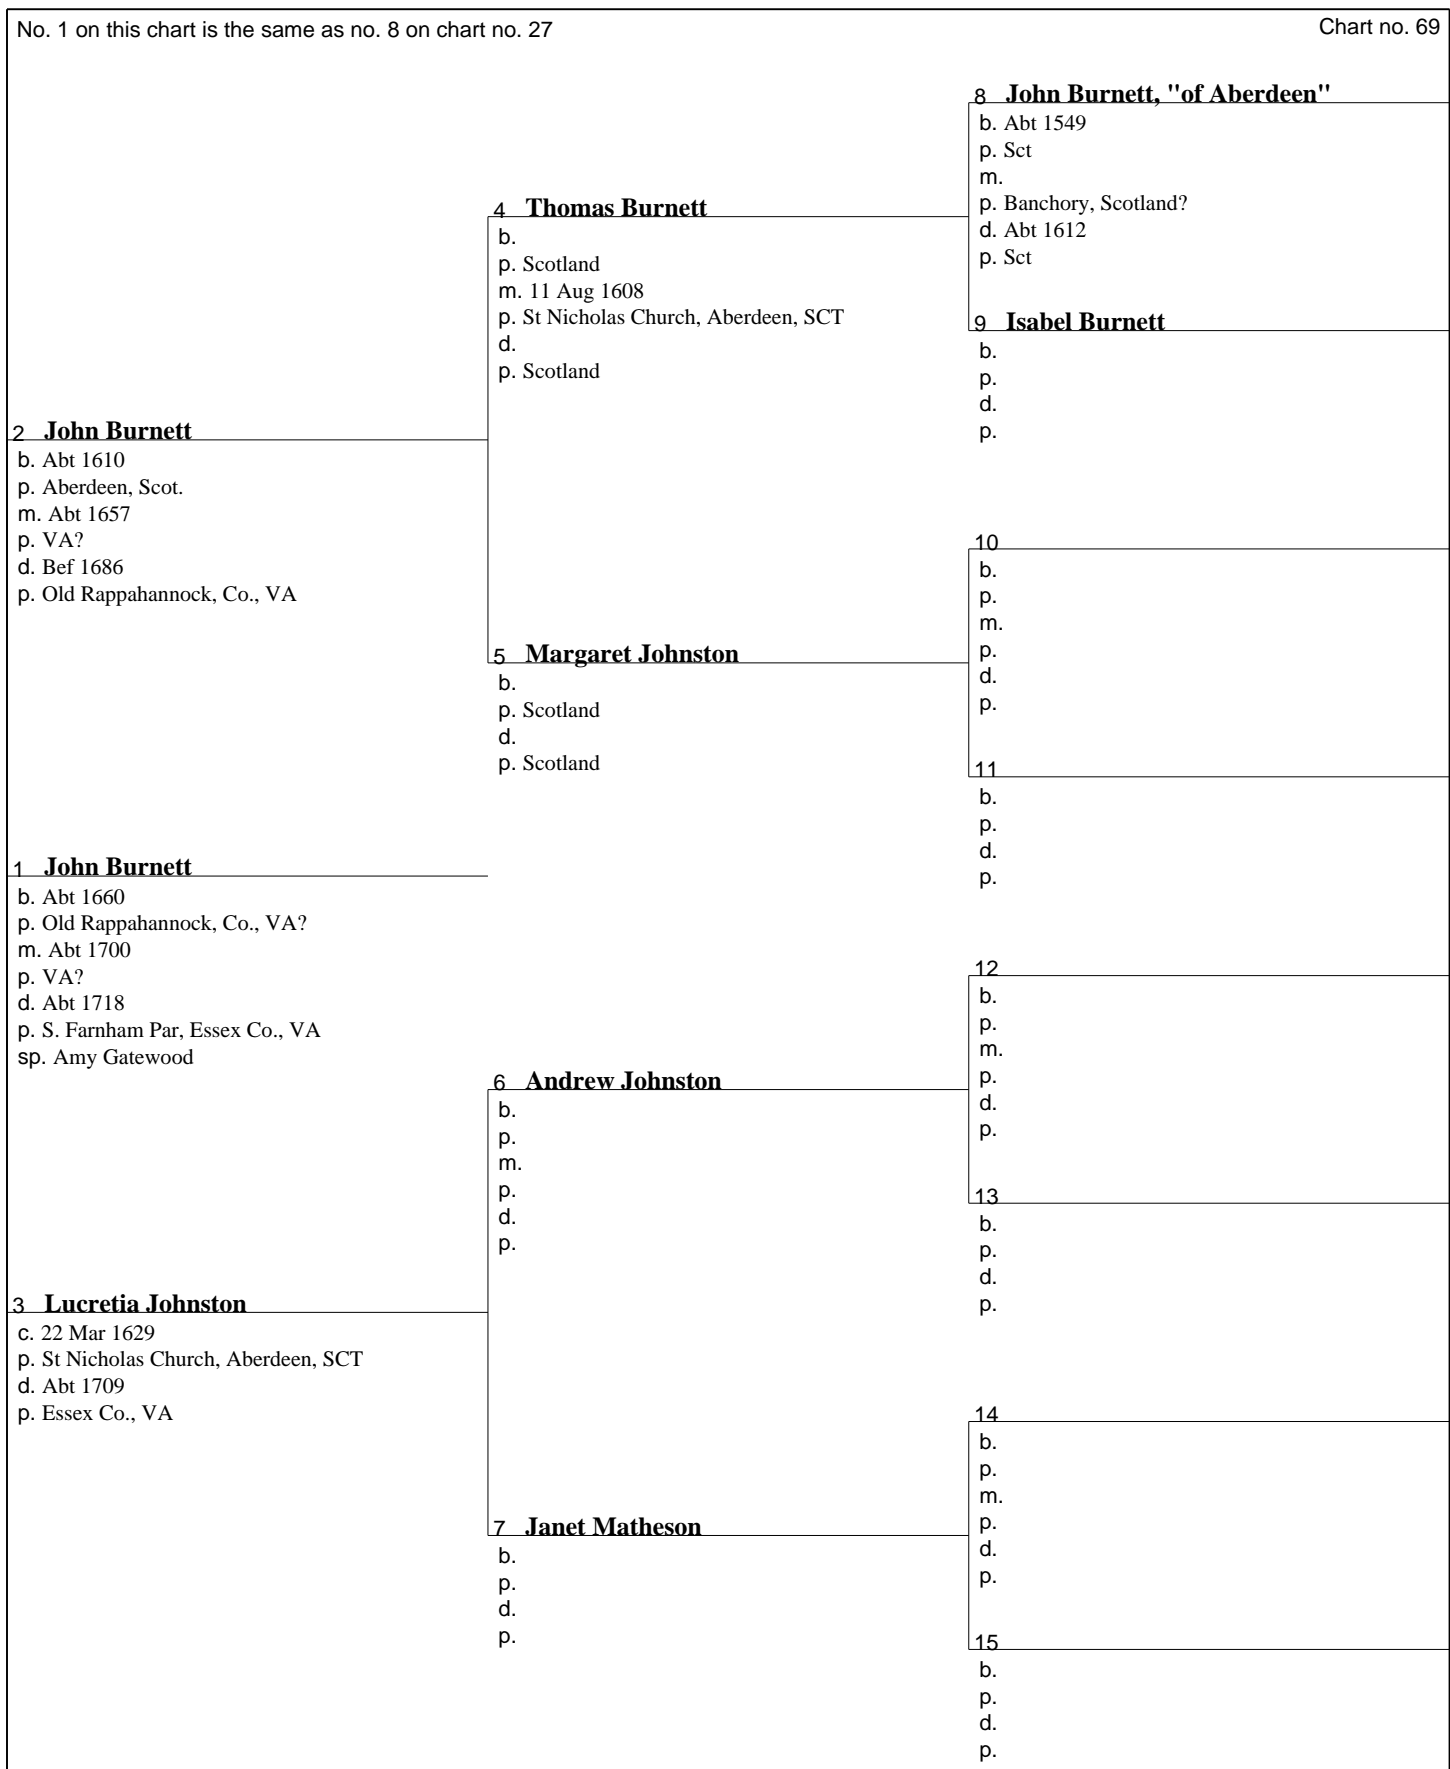 No. 1 on this chart is the same as no. 8 on chart no. 27
Chart no. 69
8 John Burnett, "of Aberdeen"
b. Abt 1549
p. Sct
m.
p. Banchory, Scotland?
d. Abt 1612
p. Sct
4 Thomas Burnett
b.
p. Scotland
m. 11 Aug 1608
p. St Nicholas Church, Aberdeen, SCT
d.
p. Scotland
9 Isabel Burnett
b.
p.
d.
p.
2 John Burnett
b. Abt 1610
p. Aberdeen, Scot.
m. Abt 1657
p. VA?
d. Bef 1686
p. Old Rappahannock, Co., VA
10
b.
p.
m.
p.
d.
p.
5 Margaret Johnston
b.
p. Scotland
d.
p. Scotland
11
b.
p.
d.
p.
1 John Burnett
b. Abt 1660
p. Old Rappahannock, Co., VA?
m. Abt 1700
p. VA?
d. Abt 1718
p. S. Farnham Par, Essex Co., VA
sp. Amy Gatewood
12
b.
p.
m.
p.
d.
p.
6 Andrew Johnston
b.
p.
m.
p.
d.
p.
13
b.
p.
d.
p.
3 Lucretia Johnston
c. 22 Mar 1629
p. St Nicholas Church, Aberdeen, SCT
d. Abt 1709
p. Essex Co., VA
14
b.
p.
m.
p.
d.
p.
7 Janet Matheson
b.
p.
d.
p.
15
b.
p.
d.
p.